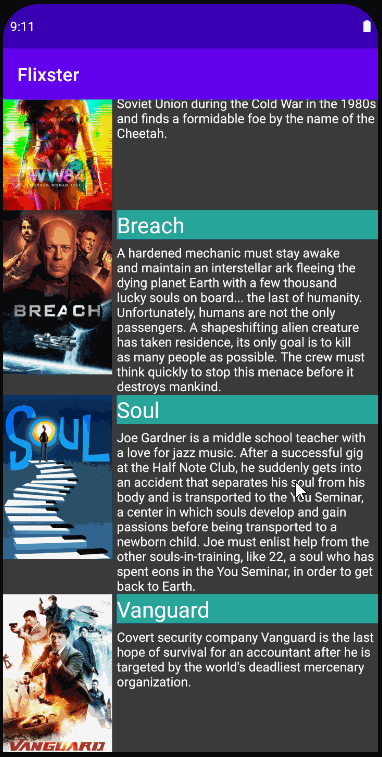 9:11
Flixster
Soviet Union during the Cold War in the 1980s
and finds a formidable foe by the name of the
Cheetah.
WW84
WONDER WOMAN 1984
Breach
A hardened mechanic must stay awake
and maintain an interstellar ark fleeing the
dying planet Earth with a few thousand
lucky souls on board... the last of humanity.
Unfortunately, humans are not the only
passengers. A shapeshifting alien creature
has taken residence, its only goal is to kill
as many people as possible. The crew must
think quickly to stop this menace before it
destroys mankind.
BREACH
Soul
Joe Gardner is a middle school teacher with
a love for jazz music. After a successful gig
at the Half Note Club, he suddenly gets into
an accident that separates his soul from his
body and is transported to the You Seminar,
a center in which souls develop and gain
passions before being transported to a
newborn child. Joe must enlist help from the
other souls-in-training, like 22, a soul who has
spent eons in the You Seminar, in order to get
back to Earth.
SOUL
Vanguard
Covert security company Vanguard is the last
hope of survival for an accountant after he is
targeted by the world's deadliest mercenary
organization.
VANGUARD